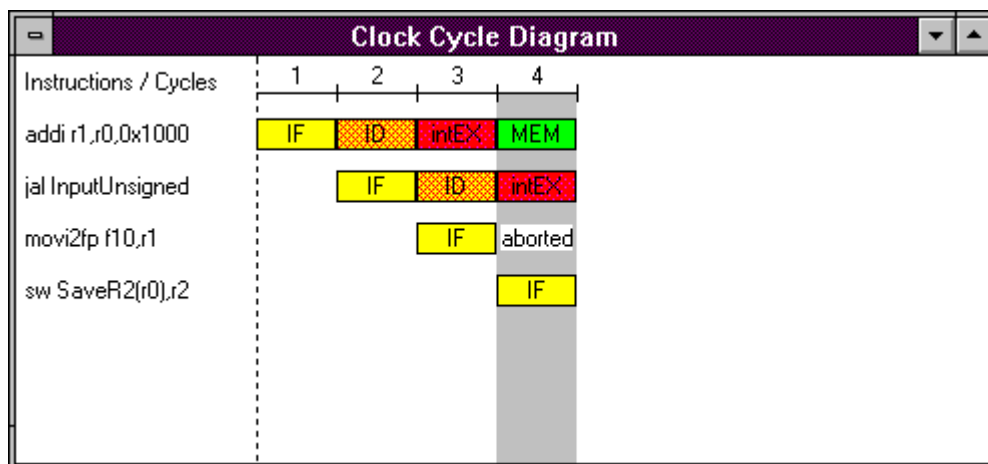 Clock Cycle Diagram
Instructions / Cycles 1 2 3 4
addi r1,r0,0x1000 IF ID intEX MEM
jal InputUnsigned IF ID intEX
movi2fp f10,r1 IF aborted
sw SaveR2(r0),r2 IF